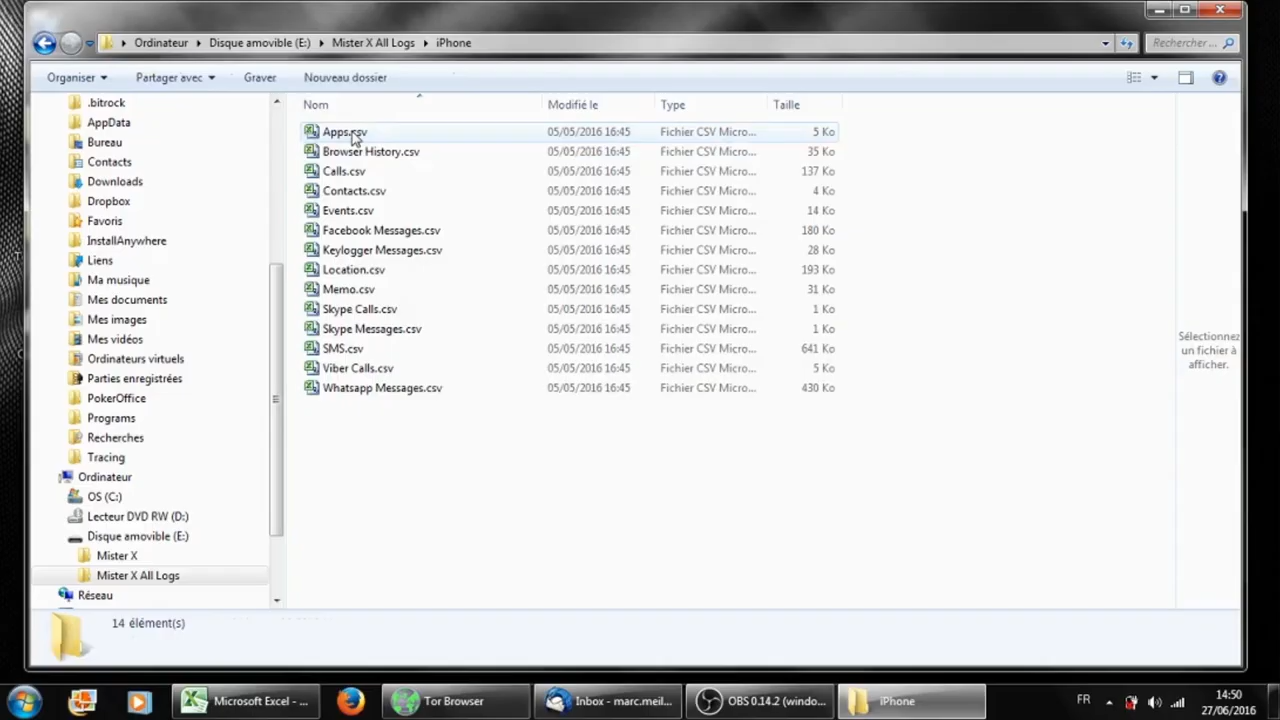 Ordinateur Disque amovible (E:) Mister X All Logs iPhone Rechercher ...
Organiser Partager avec Graver Nouveau dossier
Nom Modifié le Type Taille
.bitrock
AppData
Bureau
Contacts
Downloads
Dropbox
Favoris
InstallAnywhere
Liens
Ma musique
Mes documents
Mes images
Mes vidéos
Ordinateurs virtuels
Parties enregistrées
PokerOffice
Programs
Recherches
Tracing
Ordinateur
OS (C:)
Lecteur DVD RW (D:)
Disque amovible (E:)
Mister X
Mister X All Logs
Réseau
Apps.csv 05/05/2016 16:45 Fichier CSV Micro... 5 Ko
Browser History.csv 05/05/2016 16:45 Fichier CSV Micro... 35 Ko
Calls.csv 05/05/2016 16:45 Fichier CSV Micro... 137 Ko
Contacts.csv 05/05/2016 16:45 Fichier CSV Micro... 4 Ko
Events.csv 05/05/2016 16:45 Fichier CSV Micro... 14 Ko
Facebook Messages.csv 05/05/2016 16:45 Fichier CSV Micro... 180 Ko
Keylogger Messages.csv 05/05/2016 16:45 Fichier CSV Micro... 28 Ko
Location.csv 05/05/2016 16:45 Fichier CSV Micro... 193 Ko
Memo.csv 05/05/2016 16:45 Fichier CSV Micro... 31 Ko
Skype Calls.csv 05/05/2016 16:45 Fichier CSV Micro... 1 Ko
Skype Messages.csv 05/05/2016 16:45 Fichier CSV Micro... 1 Ko
SMS.csv 05/05/2016 16:45 Fichier CSV Micro... 641 Ko
Viber Calls.csv 05/05/2016 16:45 Fichier CSV Micro... 5 Ko
Whatsapp Messages.csv 05/05/2016 16:45 Fichier CSV Micro... 430 Ko
Sélectionnez
un fichier à
afficher.
14 élément(s)
Microsoft Excel - ... Tor Browser Inbox - marc.meil... OBS 0.14.2 (windo... iPhone FR 14:50
27/06/2016